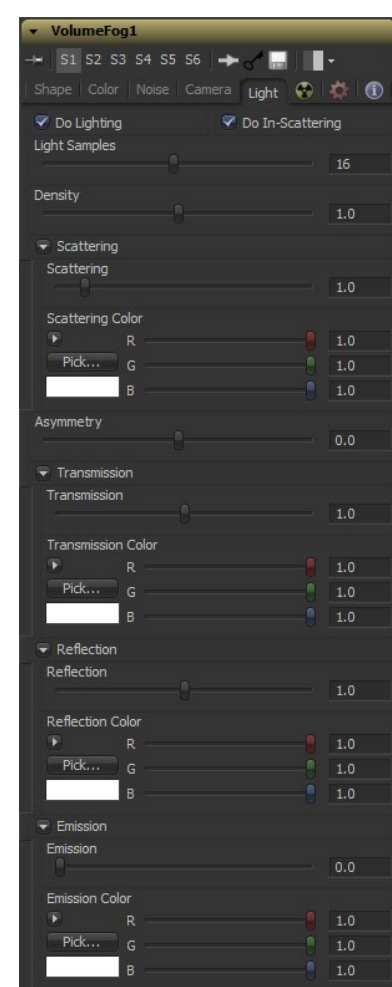 VolumeFog1
S1 S2 S3 S4 S5 S6
Shape Color Noise Camera Light
Do Lighting Do In-Scattering
Light Samples
16
Density
1.0
Scattering
Scattering
1.0
Scattering Color
R 1.0
Pick... G 1.0
B 1.0
Asymmetry
0.0
Transmission
Transmission
1.0
Transmission Color
R 1.0
Pick... G 1.0
B 1.0
Reflection
Reflection
1.0
Reflection Color
R 1.0
Pick... G 1.0
B 1.0
Emission
Emission
0.0
Emission Color
R 1.0
Pick... G 1.0
B 1.0